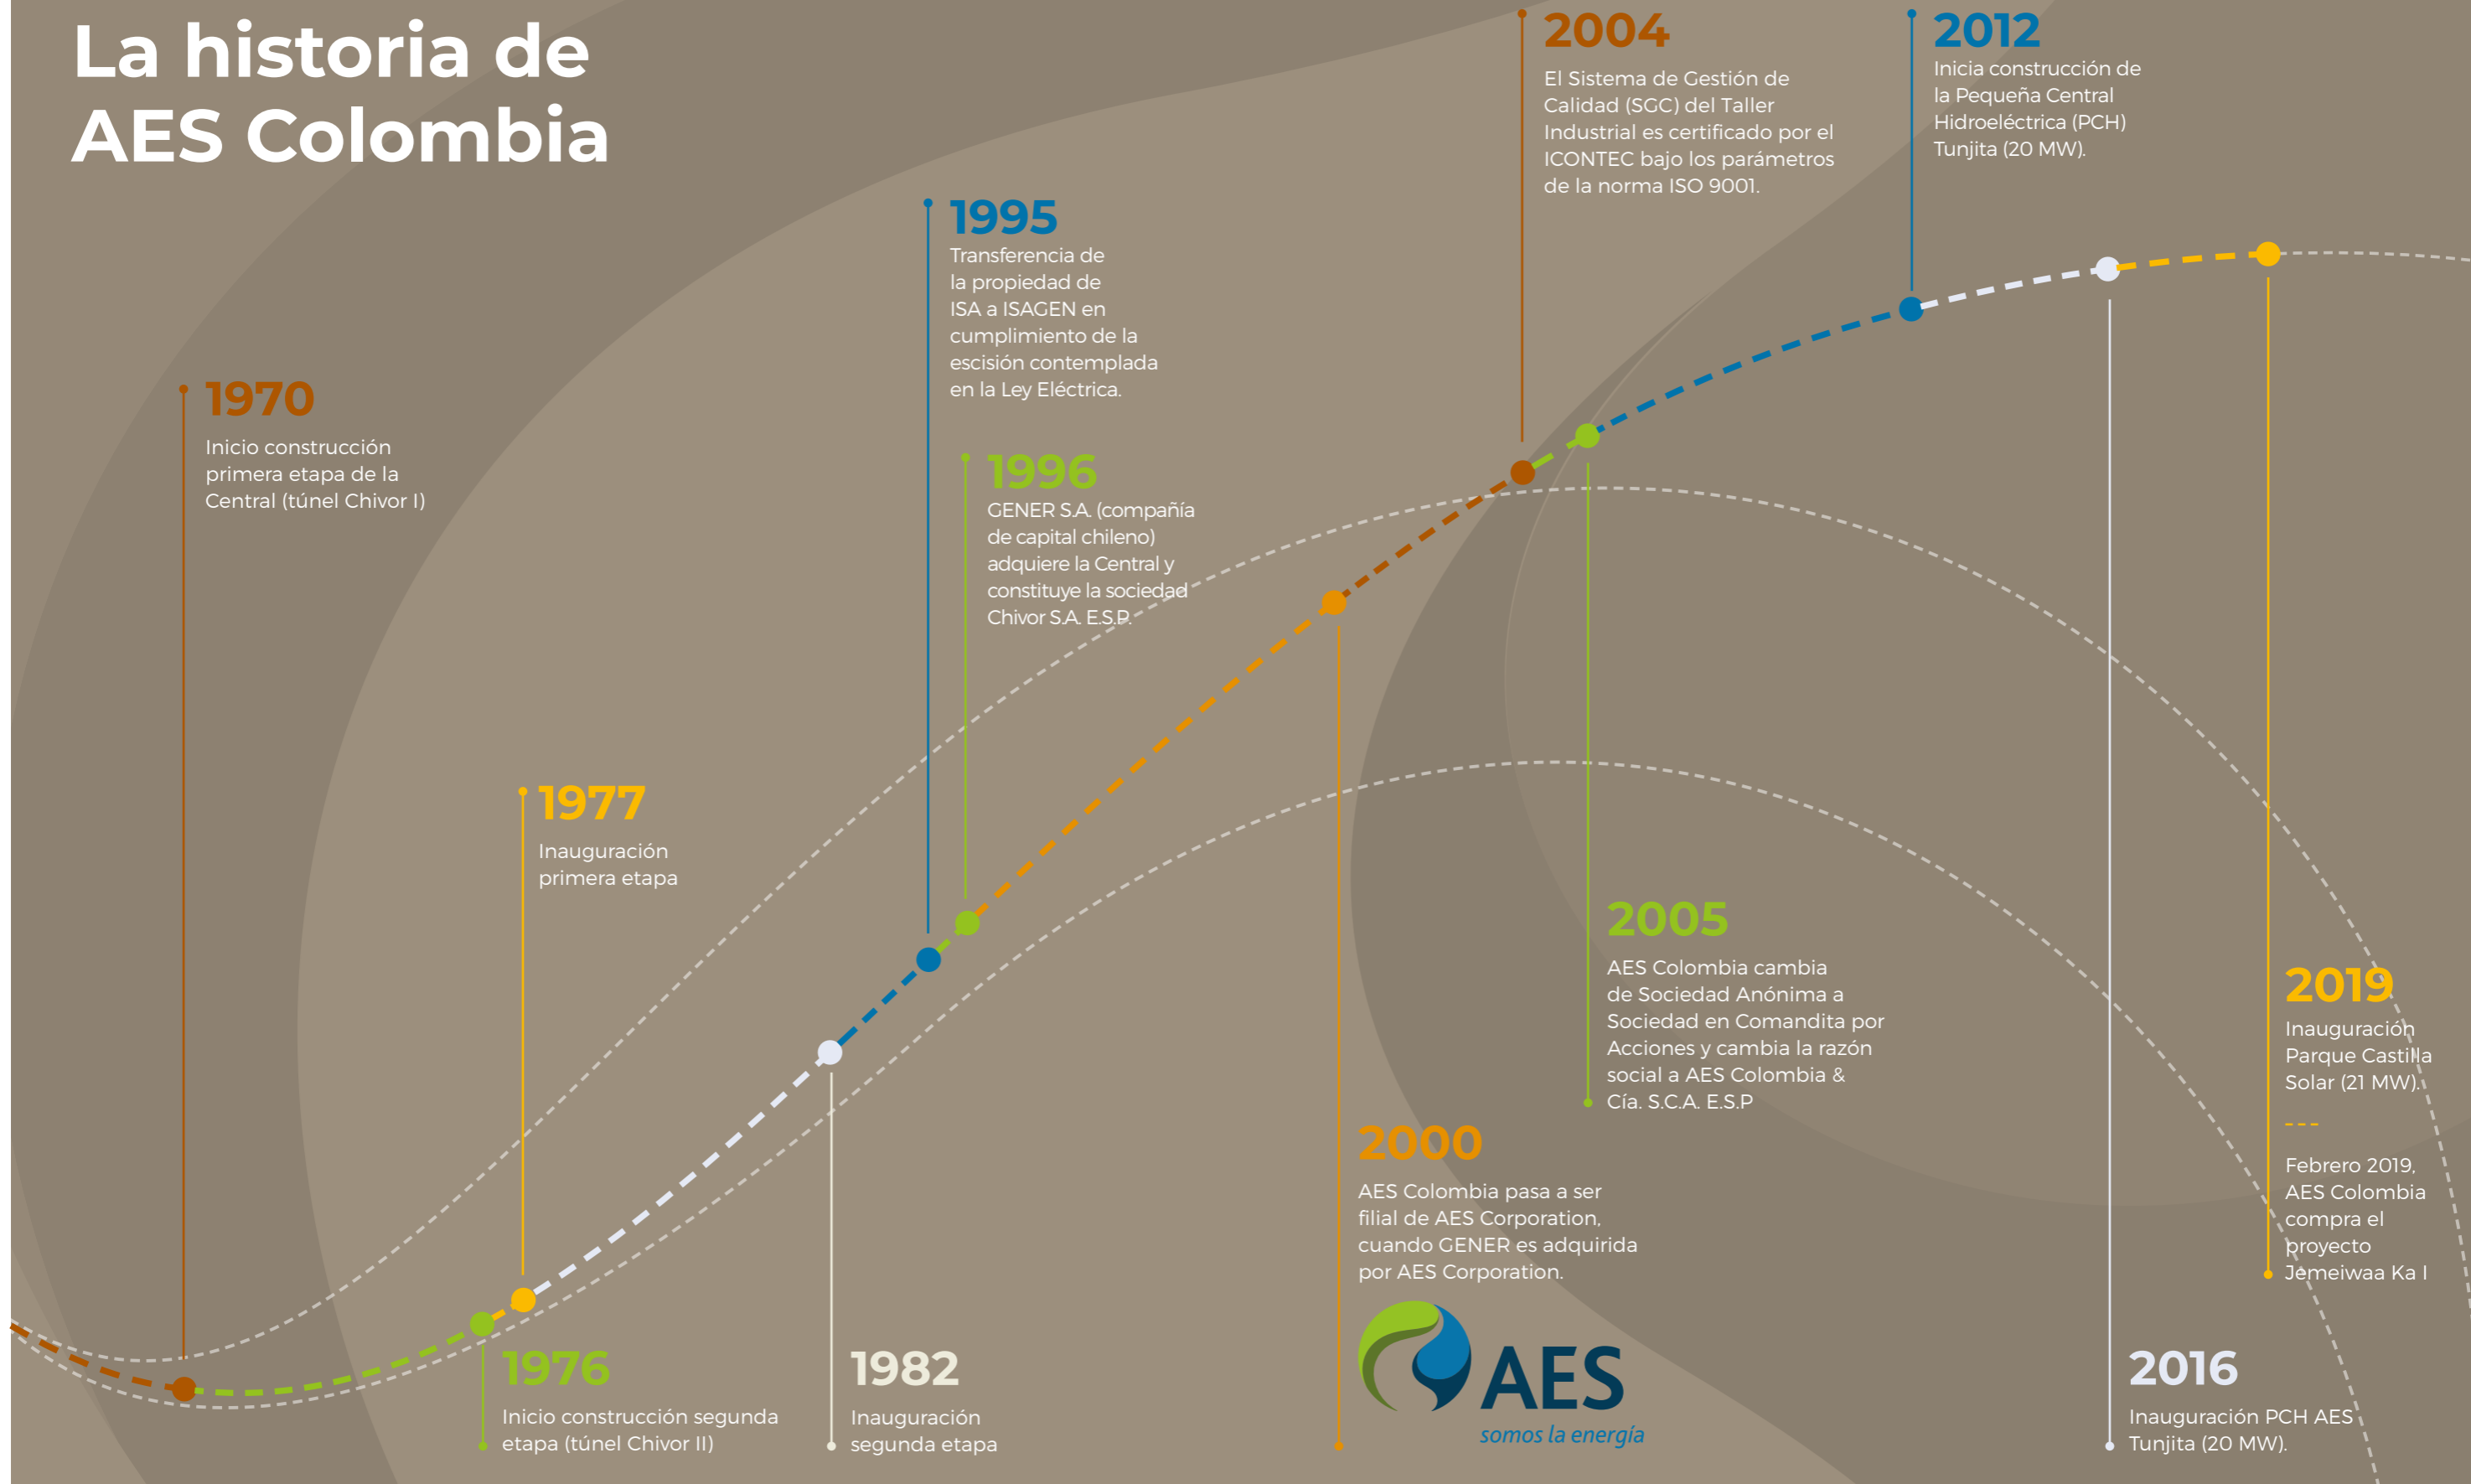 La historia de
AES Colombia
1970
Inicio construcción
primera etapa de la
Central (túnel Chivor I)
1976
Inicio construcción segunda
etapa (túnel Chivor II)
1977
Inauguración
primera etapa
1982
Inauguración
segunda etapa
1995
Transferencia de
la propiedad de
ISA a ISAGEN en
cumplimiento de la
escisión contemplada
en la Ley Eléctrica.
1996
GENER S.A. (compañía
de capital chileno)
adquiere la Central y
constituye la sociedad
Chivor S.A. E.S.P.
2000
AES Colombia pasa a ser
filial de AES Corporation,
cuando GENER es adquirida
por AES Corporation.
AES
somos la energía
2004
El Sistema de Gestión de
Calidad (SGC) del Taller
Industrial es certificado por el
ICONTEC bajo los parámetros
de la norma ISO 9001.
2005
AES Colombia cambia
de Sociedad Anónima a
Sociedad en Comandita por
Acciones y cambia la razón
social a AES Colombia &
Cía. S.C.A. E.S.P
2012
Inicia construcción de
la Pequeña Central
Hidroeléctrica (PCH)
Tunjita (20 MW).
2016
Inauguración PCH AES
Tunjita (20 MW).
2019
Inauguración
Parque Castilla
Solar (21 MW).
Febrero 2019,
AES Colombia
compra el
proyecto
Jemeiwaa Ka I